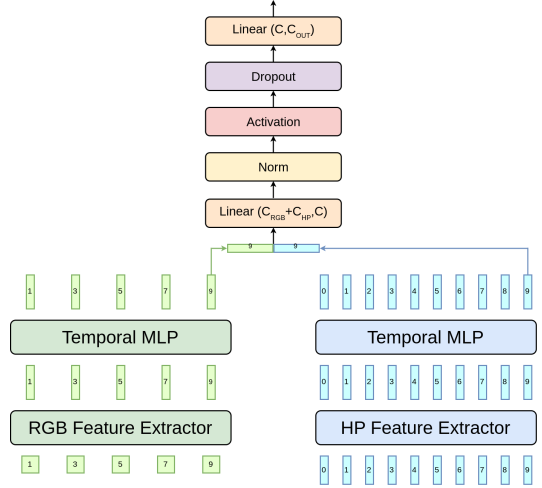 Linear (C,C_OUT)
Dropout
Activation
Norm
Linear (C_RGB+C_HP,C)
9 9
1 3 5 7 9 0 1 2 3 4 5 6 7 8 9
Temporal MLP Temporal MLP
1 3 5 7 9 0 1 2 3 4 5 6 7 8 9
RGB Feature Extractor HP Feature Extractor
1 3 5 7 9 0 1 2 3 4 5 6 7 8 9